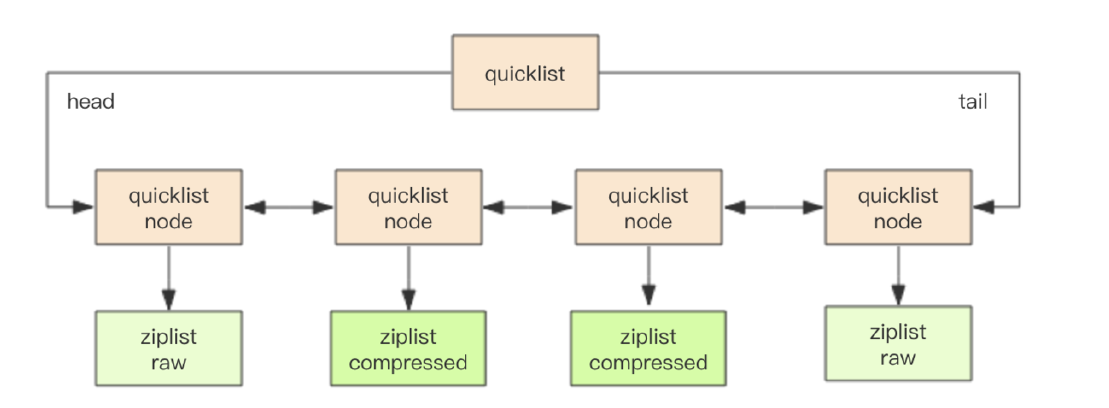 quicklist
head
tail
quicklist
node
quicklist
node
quicklist
node
quicklist
node
ziplist
raw
ziplist
compressed
ziplist
compressed
ziplist
raw